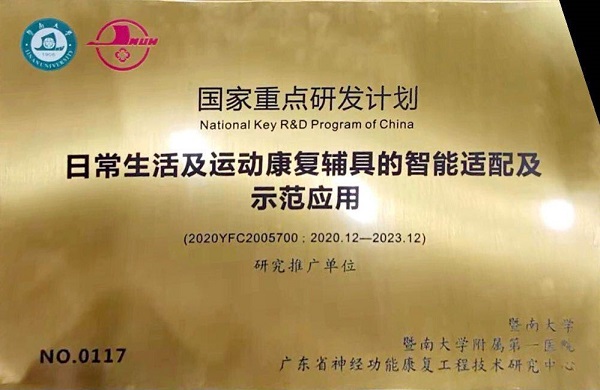 国家重点研发计划
National Key R&D Program of China
日常生活及运动康复辅具的智能适配及
示范应用
(2020YFC2005700：2020.12—2023.12)
研究推广单位
暨南大学
暨南大学附属第一医院
广东省神经功能康复工程技术研究中心
NO.0117